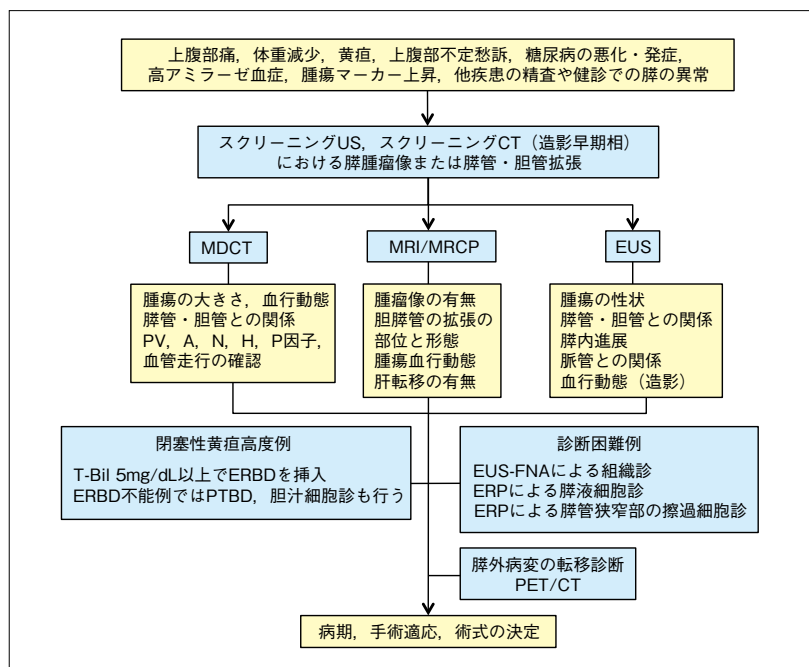 上腹部痛，体重減少，黄疸，上腹部不定愁訴，糖尿病の悪化・発症，
高アミラーゼ血症，腫瘍マーカー上昇，他疾患の精査や健診での膵の異常
スクリーニングUS，スクリーニングCT（造影早期相）
における膵腫瘤像または膵管・胆管拡張
MDCT
MRI/MRCP
EUS
腫瘍の大きさ，血行動態
膵管・胆管との関係
PV，A，N，H，P因子，
血管走行の確認
腫瘤像の有無
胆膵管の拡張の
部位と形態
腫瘍血行動態
肝転移の有無
腫瘍の性状
膵管・胆管との関係
膵内進展
脈管との関係
血行動態（造影）
閉塞性黄疸高度例
T-Bil 5mg/dL以上でERBDを挿入
ERBD不能例ではPTBD，胆汁細胞診も行う
診断困難例
EUS-FNAによる組織診
ERPによる膵液細胞診
ERPによる膵管狭窄部の擦過細胞診
膵外病変の転移診断
PET/CT
病期，手術適応，術式の決定